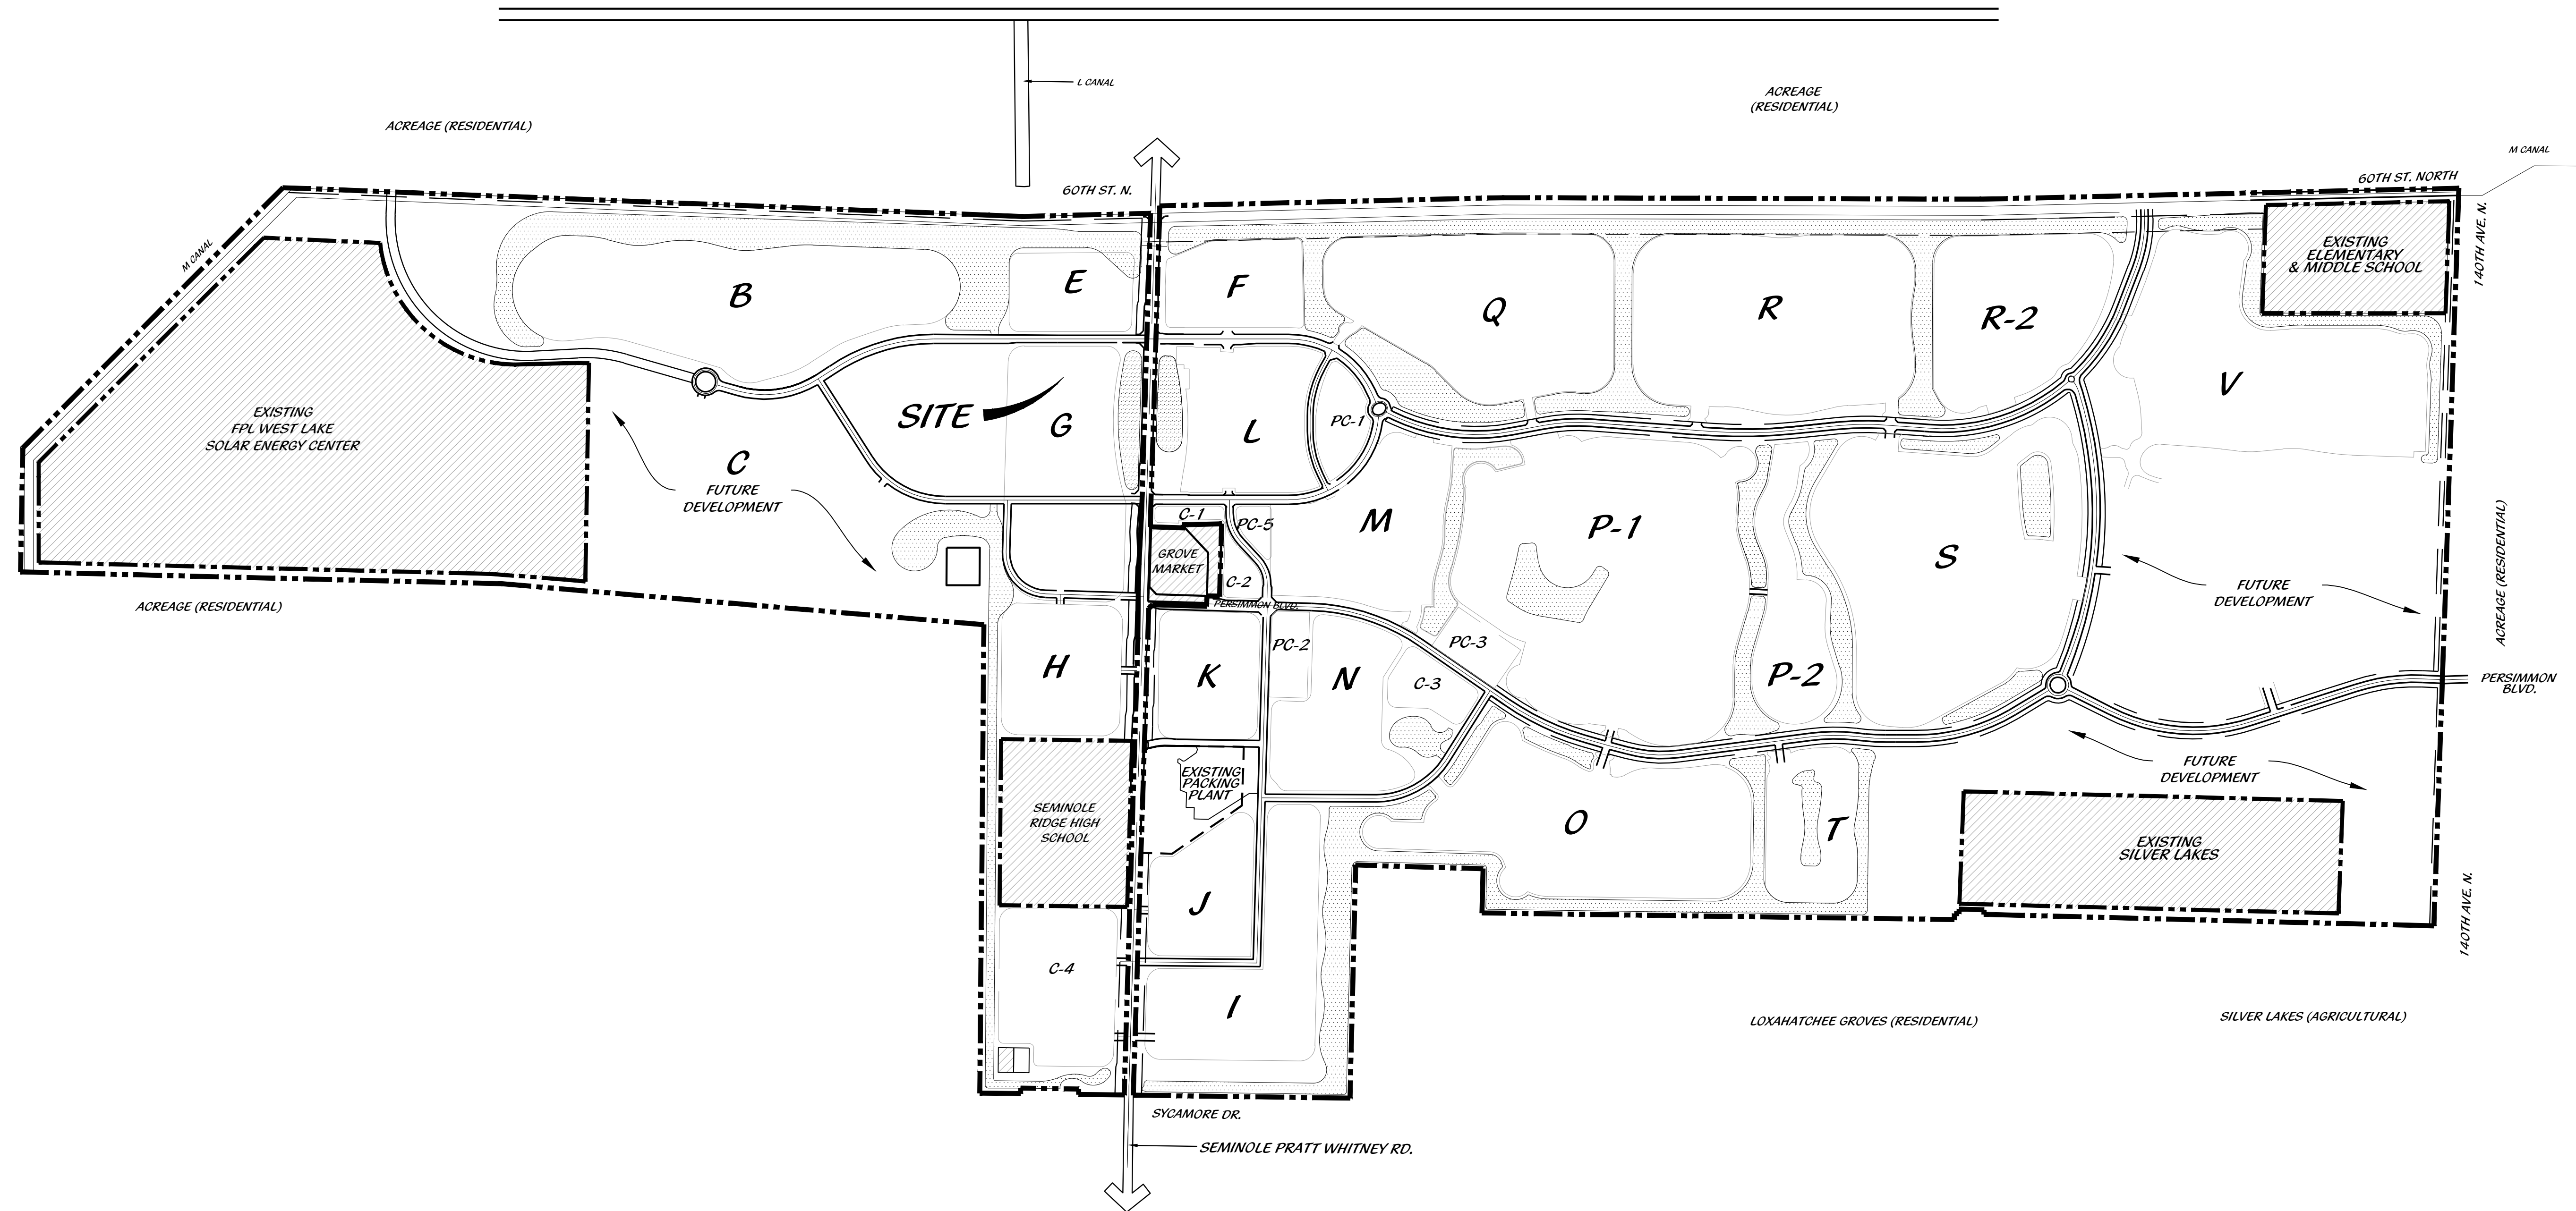 L CANAL
ACREAGE
(RESIDENTIAL)
ACREAGE (RESIDENTIAL)
M CANAL
60TH ST. N.
60TH ST. NORTH
140TH AVE. N.
M CANAL
EXISTING
ELEMENTARY
& MIDDLE SCHOOL
B
E
F
Q
R
R-2
V
EXISTING
FPL WEST LAKE
SOLAR ENERGY CENTER
SITE
G
L
PC-1
C
FUTURE
DEVELOPMENT
C-1
PC-5
M
P-1
S
GROVE
MARKET
C-2
PERSIMMON BLVD.
ACREAGE (RESIDENTIAL)
FUTURE
DEVELOPMENT
ACREAGE (RESIDENTIAL)
H
K
PC-2
N
PC-3
C-3
P-2
PERSIMMON
BLVD.
FUTURE
DEVELOPMENT
EXISTING
PACKING
PLANT
SEMINOLE
RIDGE HIGH
SCHOOL
O
T
EXISTING
SILVER LAKES
J
140TH AVE. N.
C-4
I
LOXAHATCHEE GROVES (RESIDENTIAL)
SILVER LAKES (AGRICULTURAL)
SYCAMORE DR.
SEMINOLE PRATT WHITNEY RD.